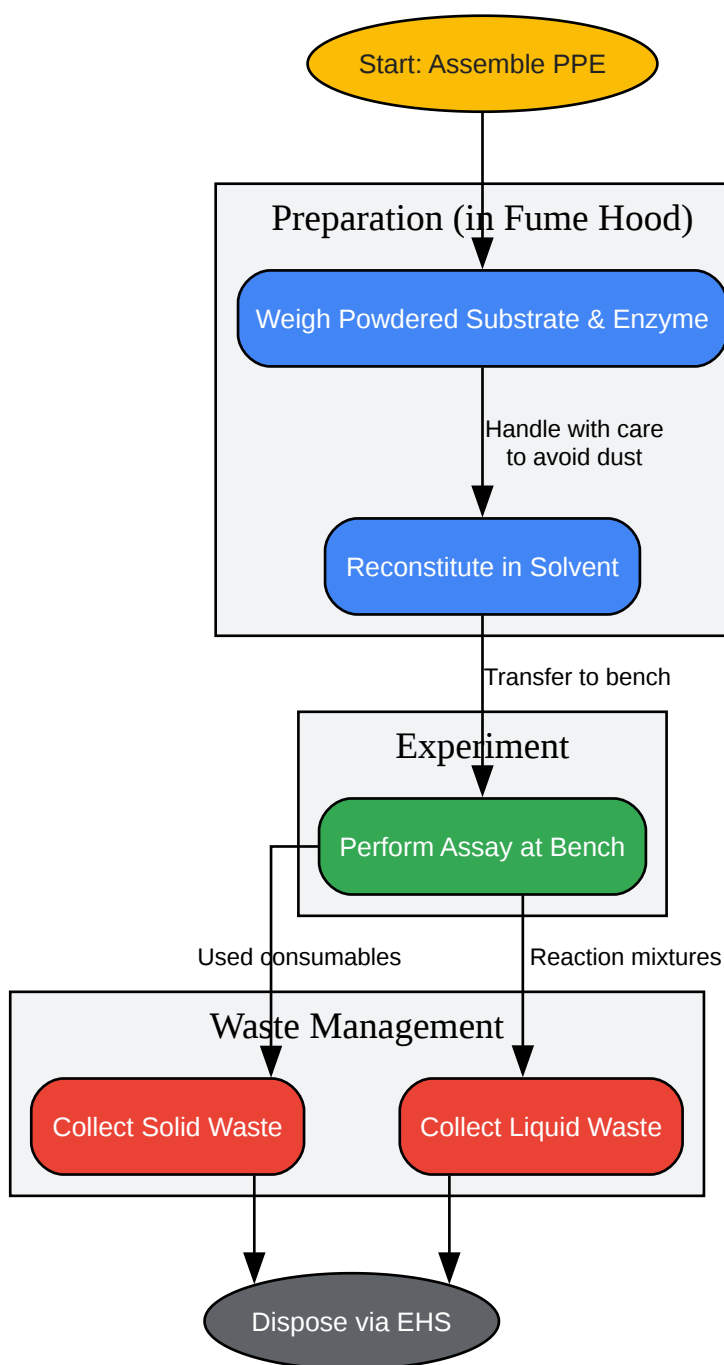 Start: Assemble PPE
Preparation (in Fume Hood)
Weigh Powdered Substrate & Enzyme
Handle with care
to avoid dust
Reconstitute in Solvent
Transfer to bench
Experiment
Perform Assay at Bench
Used consumables
Reaction mixtures
Waste Management
Collect Solid Waste
Collect Liquid Waste
Dispose via EHS